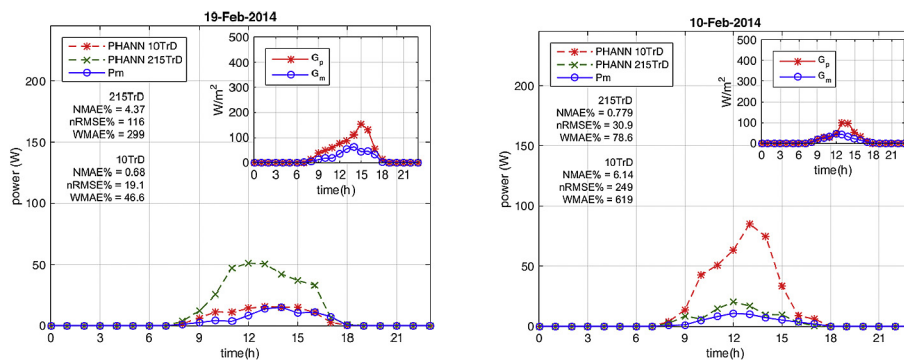 19-Feb-2014
PHANN 10TrD
PHANN 215TrD
Pm
215TrD
NMAE% = 4.37
nRMSE% = 116
WMAE% = 299
10TrD
NMAE% = 0.68
nRMSE% = 19.1
WMAE% = 46.6
power (W)
200
150
100
50
0
0 3 6 9 12 15 18 21
time(h)
500
400
300
200
100
0
W/m²
Gp
Gm
0 3 6 9 12 15 18 21
time(h)
10-Feb-2014
PHANN 10TrD
PHANN 215TrD
Pm
215TrD
NMAE% = 0.779
nRMSE% = 30.9
WMAE% = 78.6
10TrD
NMAE% = 6.14
nRMSE% = 249
WMAE% = 619
power (W)
200
150
100
50
0
0 3 6 9 12 15 18 21
time(h)
500
400
300
200
100
0
W/m²
Gp
Gm
0 3 6 9 12 15 18 21
time(h)